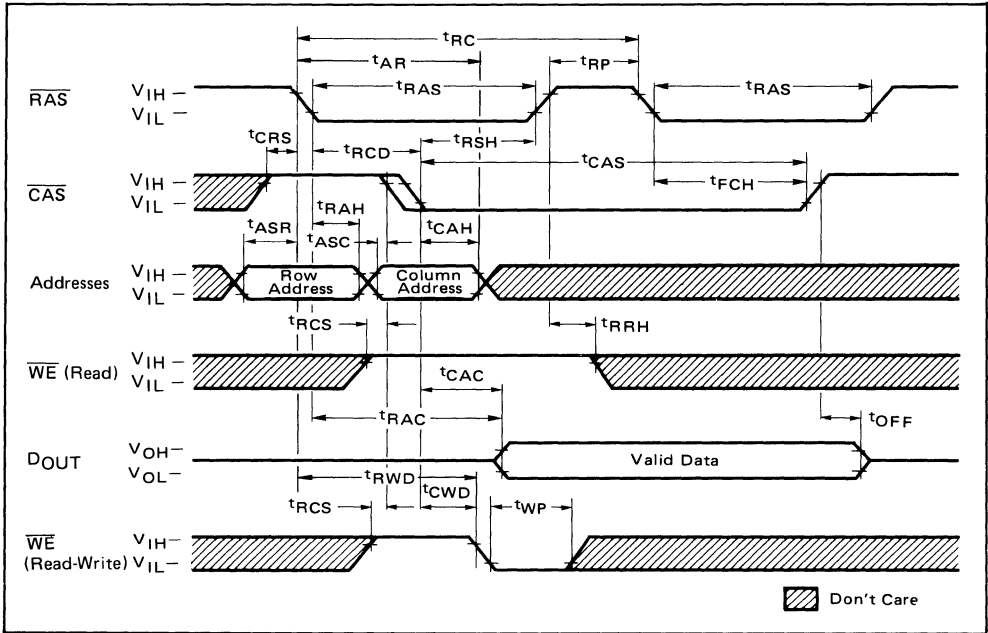 tRC
tAR
tRP
RAS
VIH
VIL
tRAS
tRAS
tCRS
tRCD
tRSH
tCAS
CAS
VIH
VIL
tFCH
tRAH
tASR
tASC
tCAH
Addresses
VIH
VIL
Row
Address
Column
Address
tRCS
tRRH
WE (Read)
VIH
VIL
tCAC
tRAC
tOFF
DOUT
VOH
VOL
Valid Data
tRWD
tCWD
tRCS
tWP
WE
(Read-Write)
VIH
VIL
Don't Care